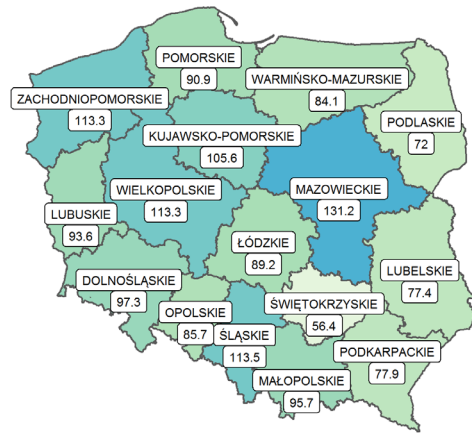 POMORSKIE
90.9
WARMIŃSKO-MAZURSKIE
84.1
ZACHODNIOPOMORSKIE
113.3
PODLASKIE
72
KUJAWSKO-POMORSKIE
105.6
WIELKOPOLSKIE
113.3
MAZOWIECKIE
131.2
LUBUSKIE
93.6
ŁÓDZKIE
89.2
LUBELSKIE
77.4
DOLNOŚLĄSKIE
97.3
OPOLSKIE
85.7
ŚLĄSKIE
113.5
ŚWIĘTOKRZYSKIE
56.4
PODKARPACKIE
77.9
MAŁOPOLSKIE
95.7